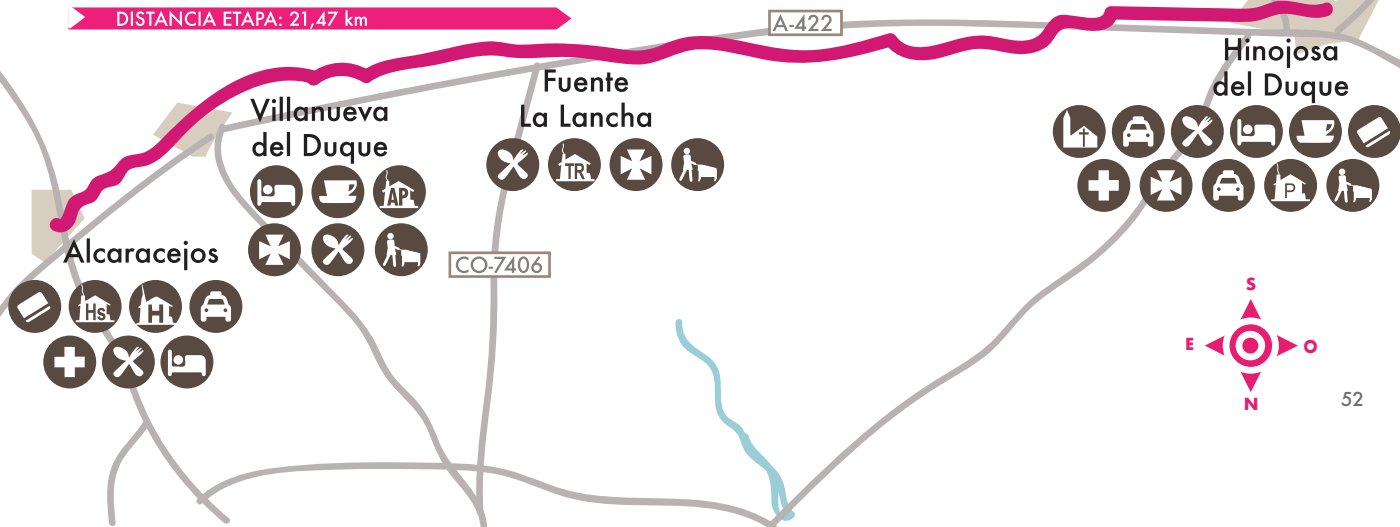 DISTANCIA ETAPA: 21,47 km
A-422
Hinojosa
del Duque
P
Fuente
La Lancha
TR
Villanueva
del Duque
AP
CO-7406
Alcaracejos
Hs
H
S
E
O
N
52